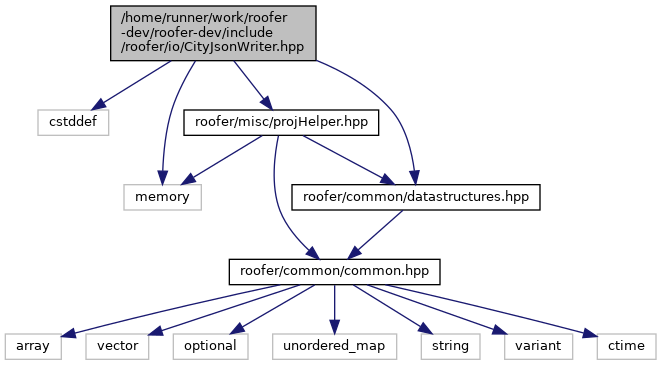 /home/runner/work/roofer
-dev/roofer-dev/include
/roofer/io/CityJsonWriter.hpp
cstddef
roofer/misc/projHelper.hpp
memory
roofer/common/datastructures.hpp
roofer/common/common.hpp
array
vector
optional
unordered_map
string
variant
ctime